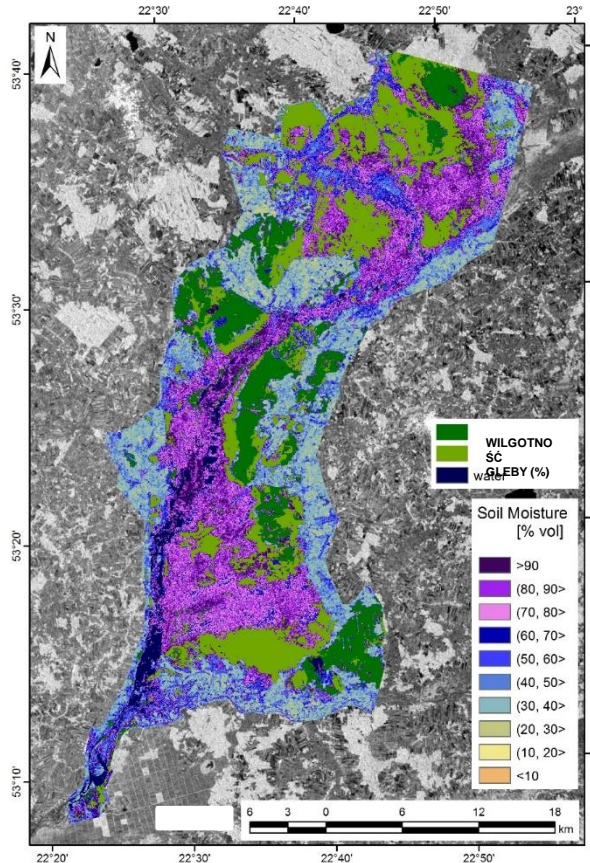 22°30' 22°40' 22°50' 23°
N
53°40'
53°30'
53°20'
53°10'
WILGOTNO
ŚĆ
GLEBY (%)
water
Soil Moisture
[% vol]
>90
(80, 90>
(70, 80>
(60, 70>
(50, 60>
(40, 50>
(30, 40>
(20, 30>
(10, 20>
<10
6 3 0 6 12 18
km
22°20' 22°30' 22°40' 22°50'